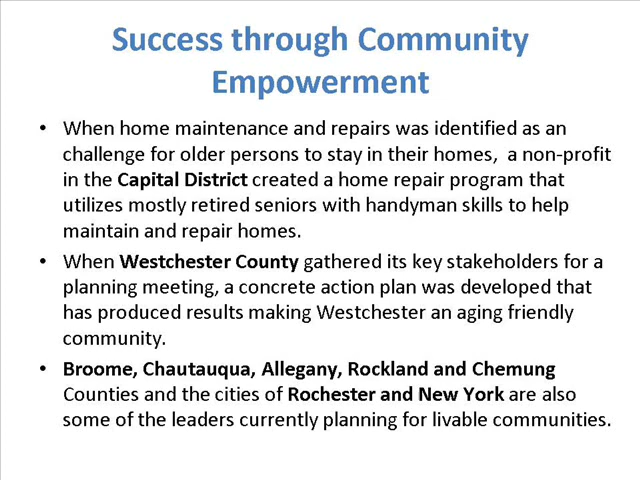 Success through Community
Empowerment
• When home maintenance and repairs was identified as an
challenge for older persons to stay in their homes, a non-profit
in the Capital District created a home repair program that
utilizes mostly retired seniors with handyman skills to help
maintain and repair homes.
• When Westchester County gathered its key stakeholders for a
planning meeting, a concrete action plan was developed that
has produced results making Westchester an aging friendly
community.
• Broome, Chautauqua, Allegany, Rockland and Chemung
Counties and the cities of Rochester and New York are also
some of the leaders currently planning for livable communities.